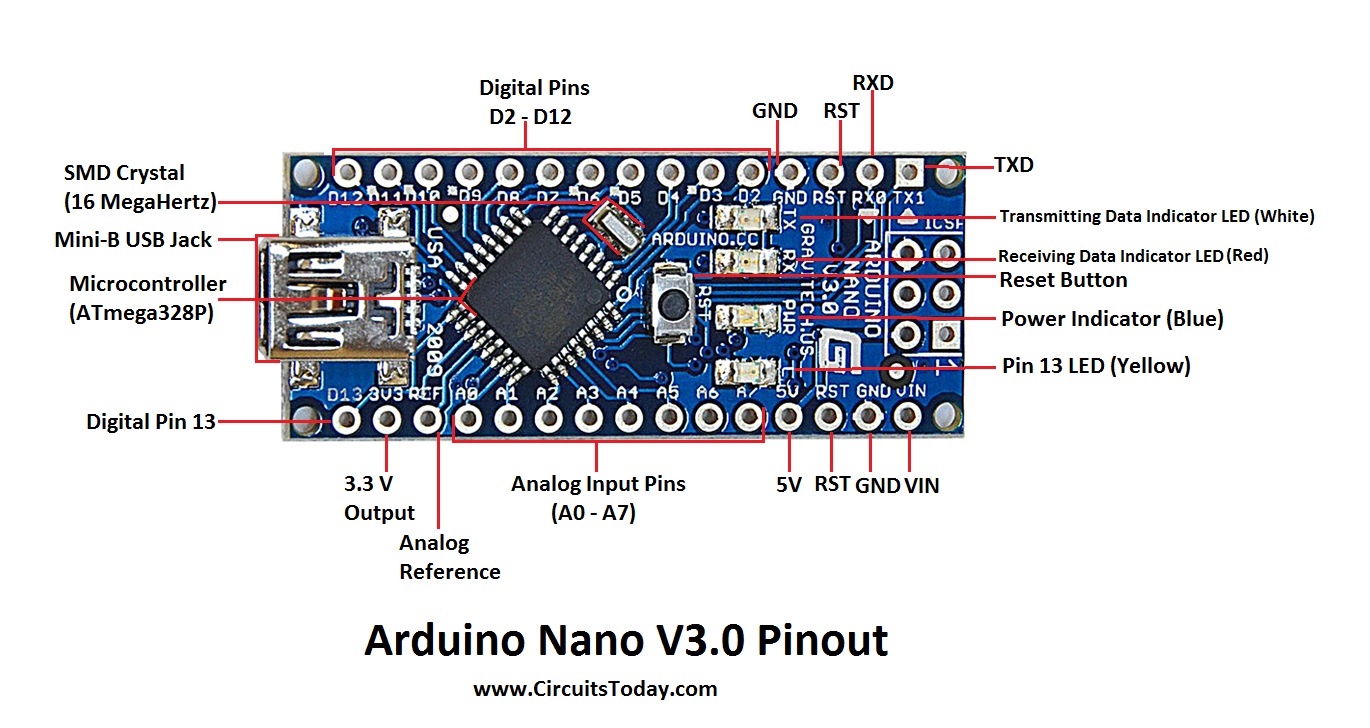 Digital Pins
D2 - D12
GND
RST
RXD
TXD
SMD Crystal
(16 MegaHertz)
Mini-B USB Jack
Microcontroller
(ATmega328P)
Digital Pin 13
D12 D11 D10 D9 D8 D7 D6 D5 D4 D3 D2 GND RST RX0 TX1
ICSP
ARDUINO.CC
TX
RX
PWR
L
RST
USA
2009
GRAVITECH.US
ARDUINO
NANO
V3.0
G
D13 3V3 REF A0 A1 A2 A3 A4 A5 A6 A7 5V RST GND VIN
Transmitting Data Indicator LED (White)
Receiving Data Indicator LED (Red)
Reset Button
Power Indicator (Blue)
Pin 13 LED (Yellow)
3.3 V
Output
Analog
Reference
Analog Input Pins
(A0 - A7)
5V
RST
GND
VIN
Arduino Nano V3.0 Pinout
www.CircuitsToday.com